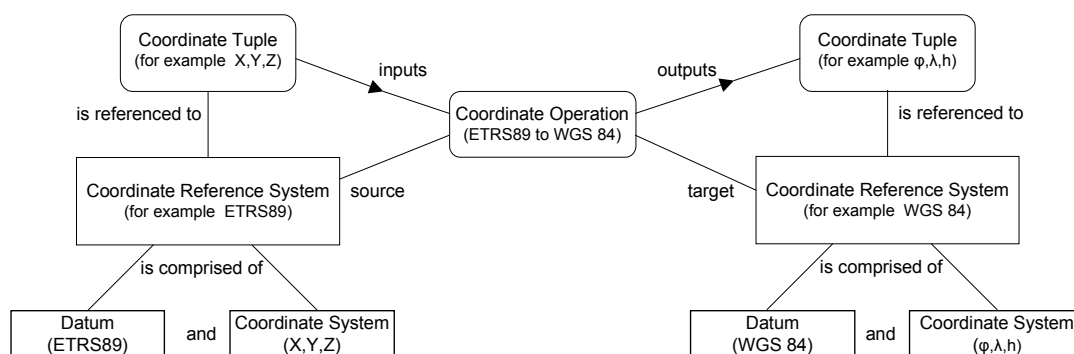 Coordinate Tuple
(for example X,Y,Z)
Coordinate Tuple
(for example φ,λ,h)
inputs
outputs
is referenced to
Coordinate Operation
(ETRS89 to WGS 84)
is referenced to
Coordinate Reference System
(for example ETRS89)
source
target
Coordinate Reference System
(for example WGS 84)
is comprised of
is comprised of
Datum
(ETRS89)
and
Coordinate System
(X,Y,Z)
Datum
(WGS 84)
and
Coordinate System
(φ,λ,h)